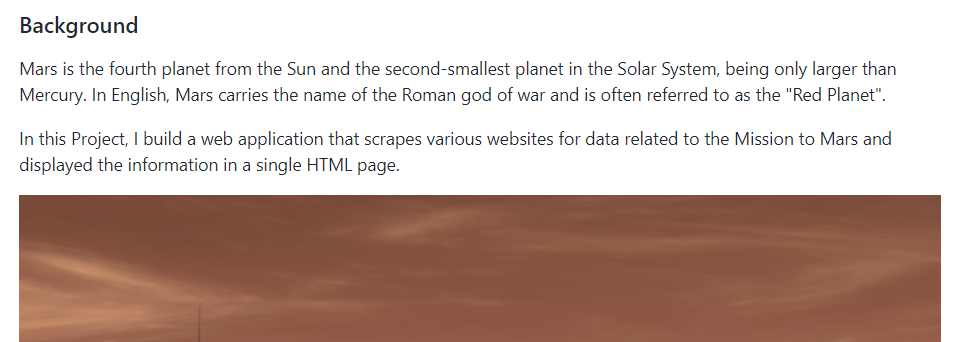 Background
Mars is the fourth planet from the Sun and the second-smallest planet in the Solar System, being only larger than
Mercury. In English, Mars carries the name of the Roman god of war and is often referred to as the "Red Planet".
In this Project, I build a web application that scrapes various websites for data related to the Mission to Mars and
displayed the information in a single HTML page.